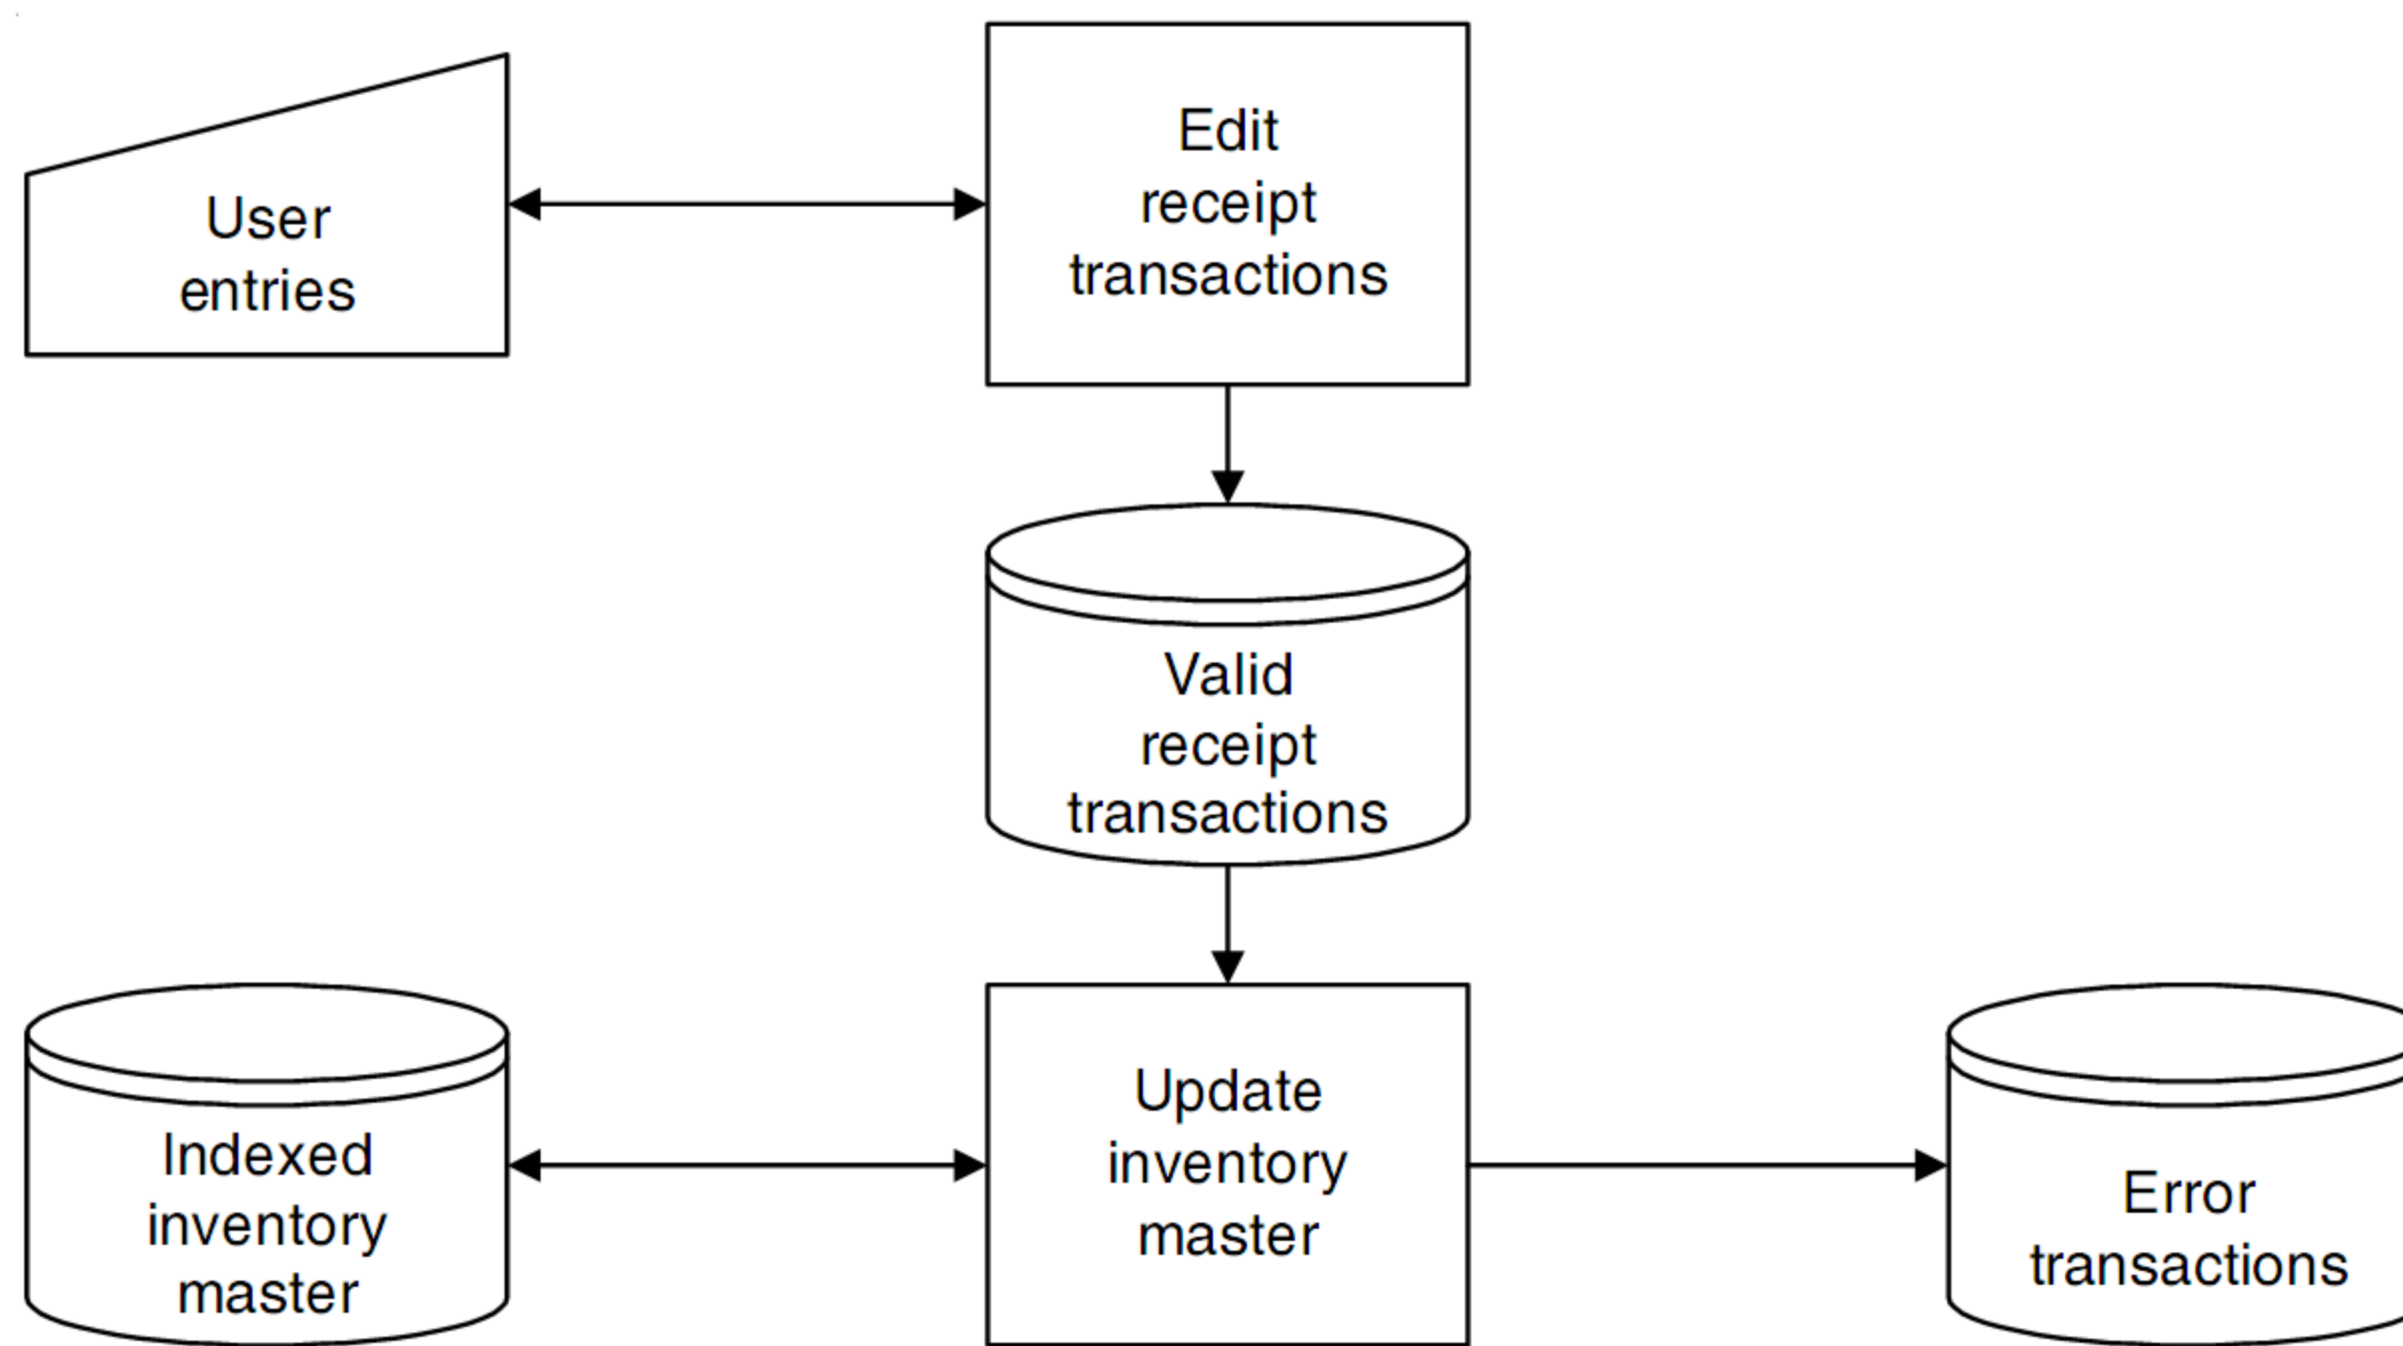 User
entries
Edit
receipt
transactions
Valid
receipt
transactions
Indexed
inventory
master
Update
inventory
master
Error
transactions